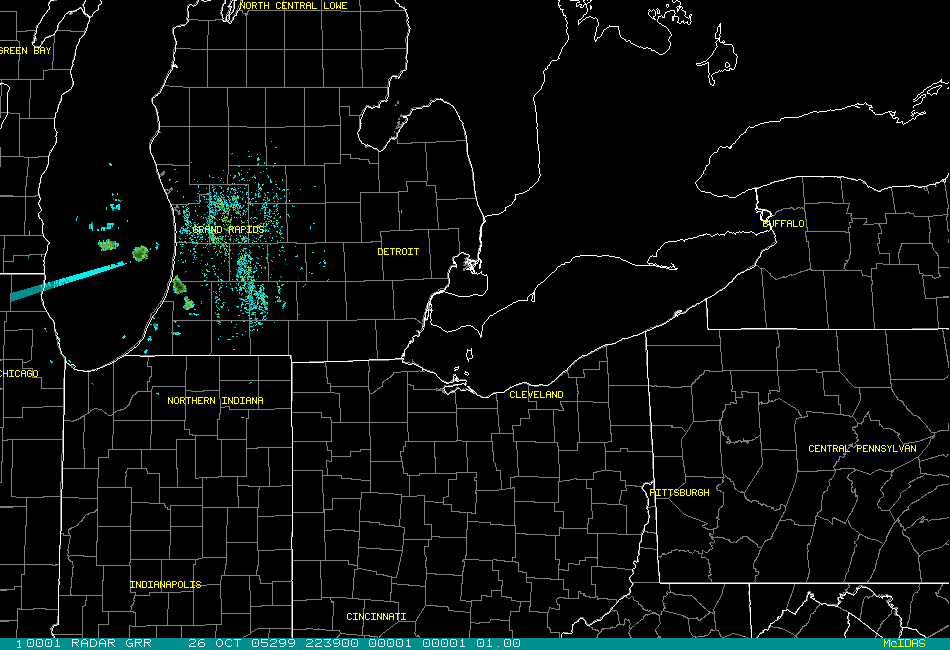 NORTH CENTRAL LOWE
GREEN BAY
BUFFALO
GRAND RAPIDS
DETROIT
CHICAGO
CLEVELAND
NORTHERN INDIANA
CENTRAL PENNSYLVAN
PITTSBURGH
INDIANAPOLIS
CINCINNATI
10001 RADAR GRR 26 OCT 05299 223900 00001 00001 01.00 McIDAS